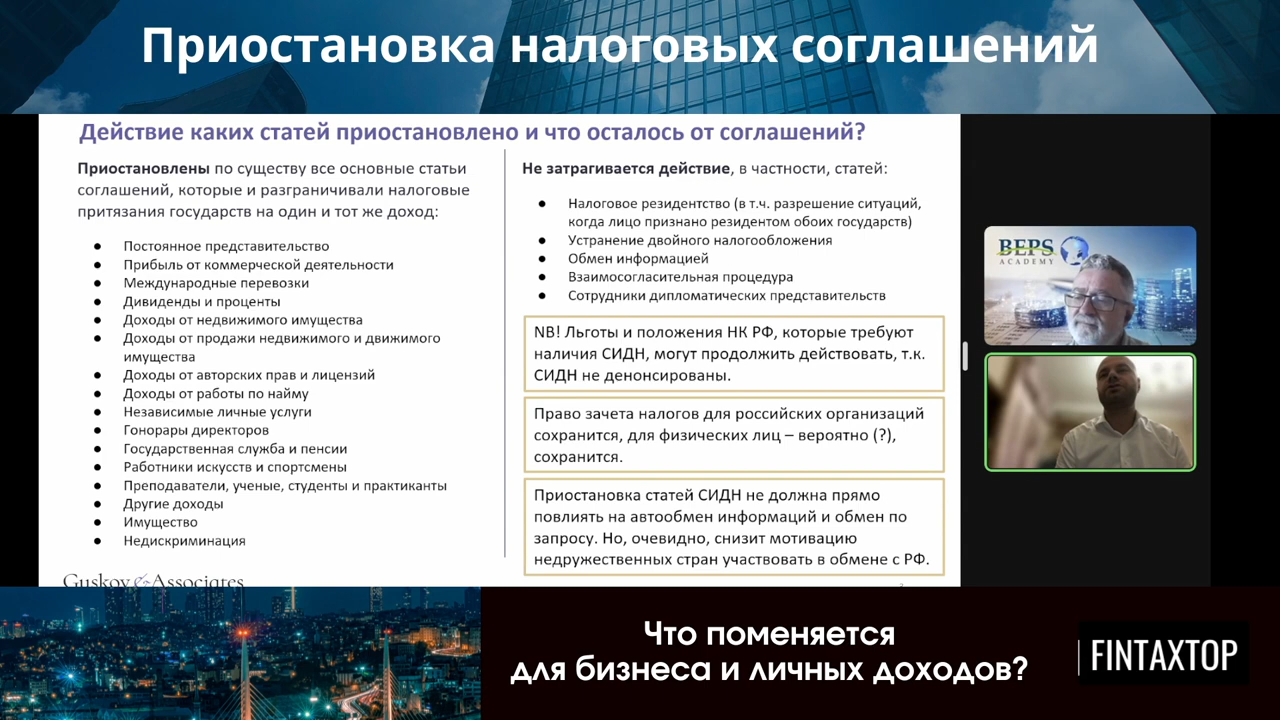 Приостановка налоговых соглашений
Действие каких статей приостановлено и что осталось от соглашений?
Приостановлены по существу все основные статьи
соглашений, которые и разграничивали налоговые
притязания государств на один и тот же доход:
● Постоянное представительство
● Прибыль от коммерческой деятельности
● Международные перевозки
● Дивиденды и проценты
● Доходы от недвижимого имущества
● Доходы от продажи недвижимого и движимого
имущества
● Доходы от авторских прав и лицензий
● Доходы от работы по найму
● Независимые личные услуги
● Гонорары директоров
● Государственная служба и пенсии
● Работники искусств и спортсмены
● Преподаватели, ученые, студенты и практиканты
● Другие доходы
● Имущество
● Недискриминация
Guskov & Associates
Не затрагивается действие, в частности, статей:
● Налоговое резидентство (в т.ч. разрешение ситуаций,
когда лицо признано резидентом обоих государств)
● Устранение двойного налогообложения
● Обмен информацией
● Взаимосогласительная процедура
● Сотрудники дипломатических представительств
NB! Льготы и положения НК РФ, которые требуют
наличия СИДН, могут продолжить действовать, т.к.
СИДН не денонсированы.
Право зачета налогов для российских организаций
сохранится, для физических лиц – вероятно (?),
сохранится.
Приостановка статей СИДН не должна прямо
повлиять на автообмен информаций и обмен по
запросу. Но, очевидно, снизит мотивацию
недружественных стран участвовать в обмене с РФ.
BEPS
ACADEMY
Что поменяется
для бизнеса и личных доходов?
FINTAXTOP